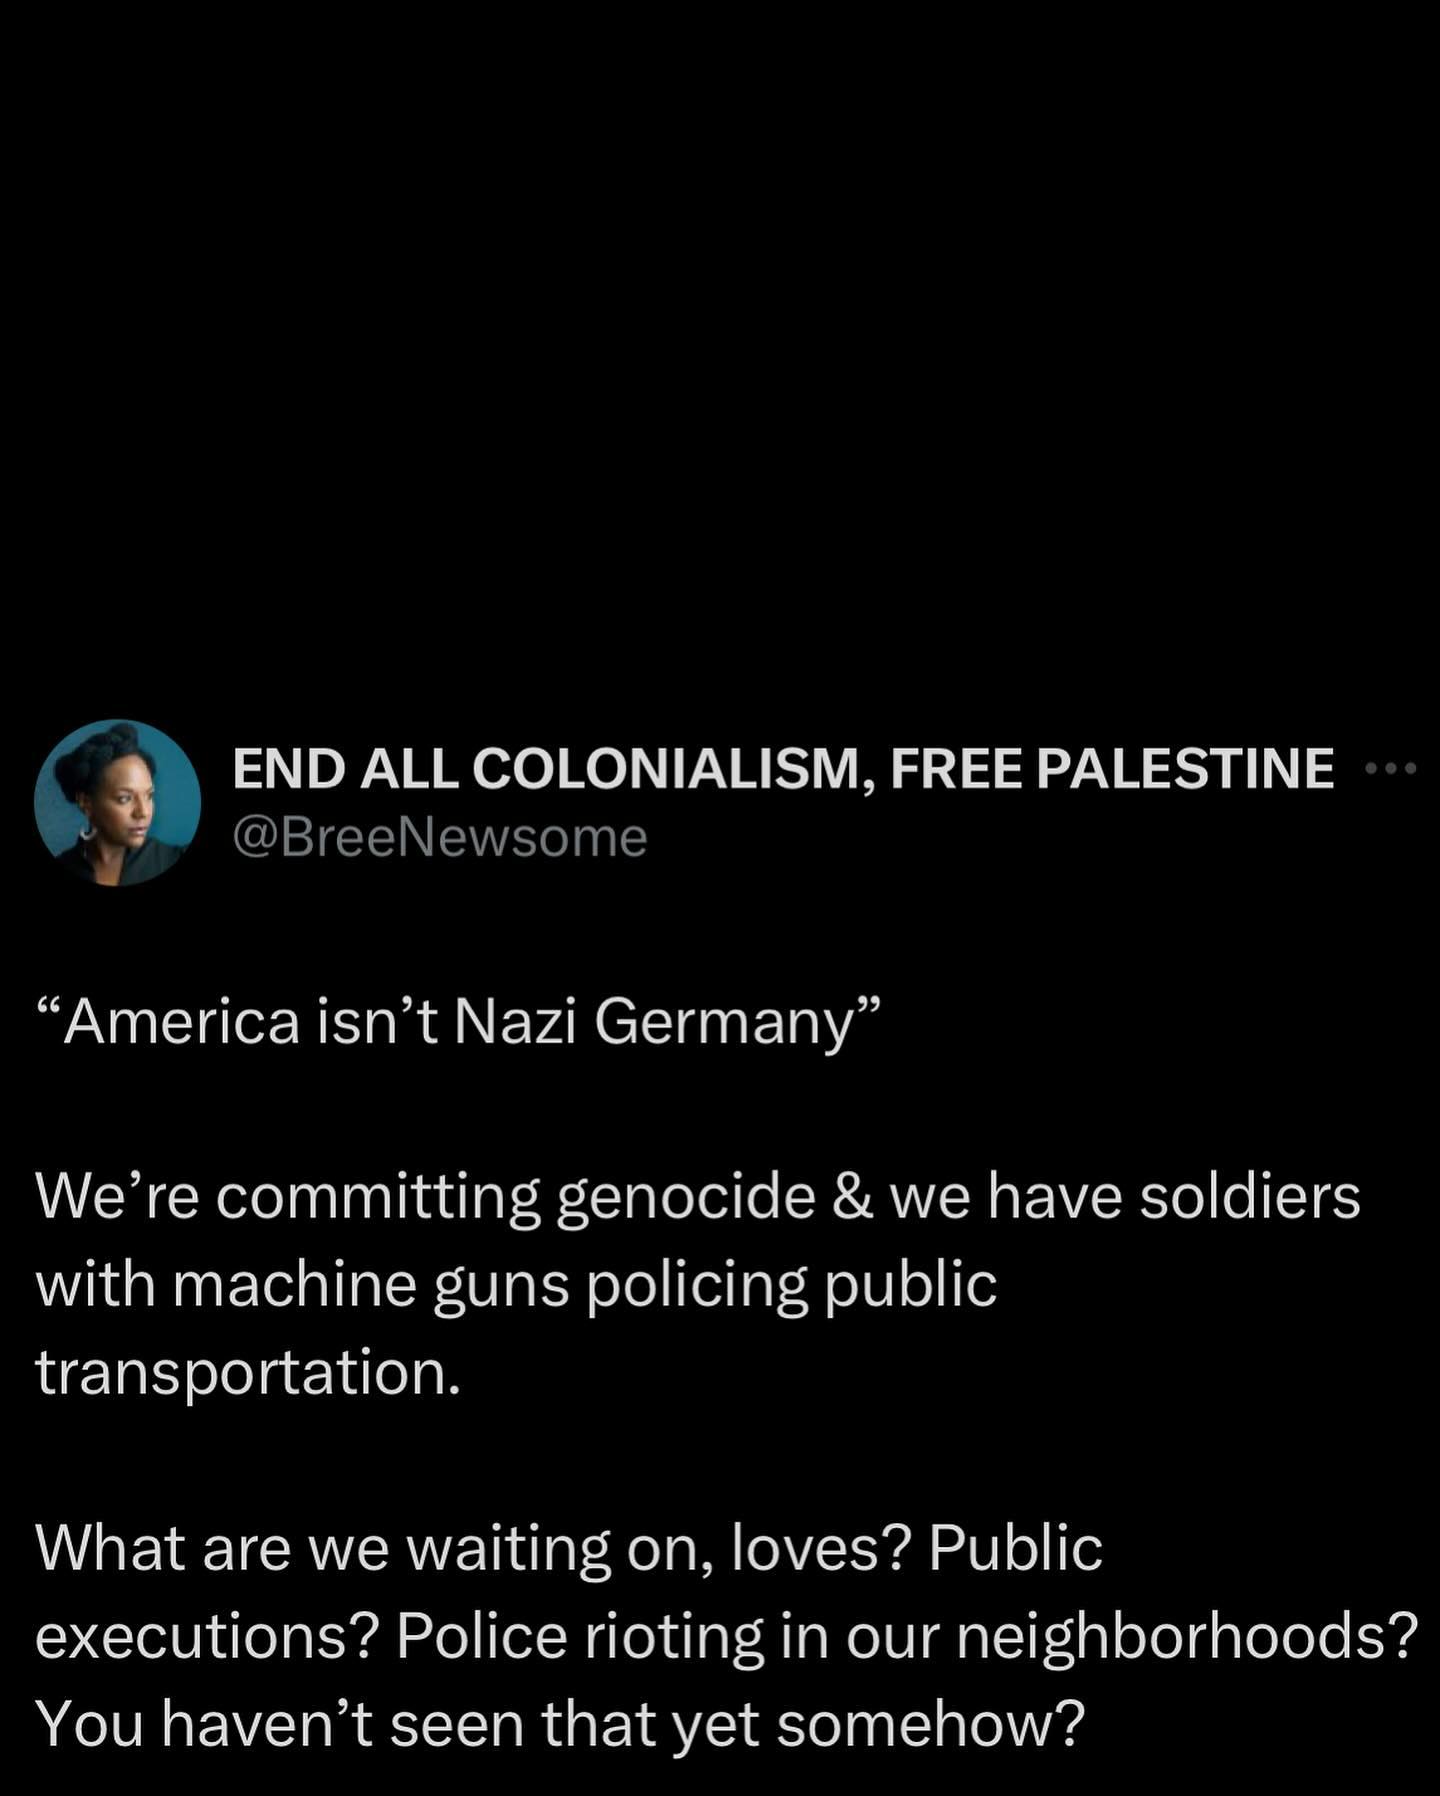 END ALL COLONIALISM, FREE PALESTINE
@BreeNewsome
“America isn’t Nazi Germany”
We’re committing genocide & we have soldiers
with machine guns policing public
transportation.
What are we waiting on, loves? Public
executions? Police rioting in our neighborhoods?
You haven’t seen that yet somehow?